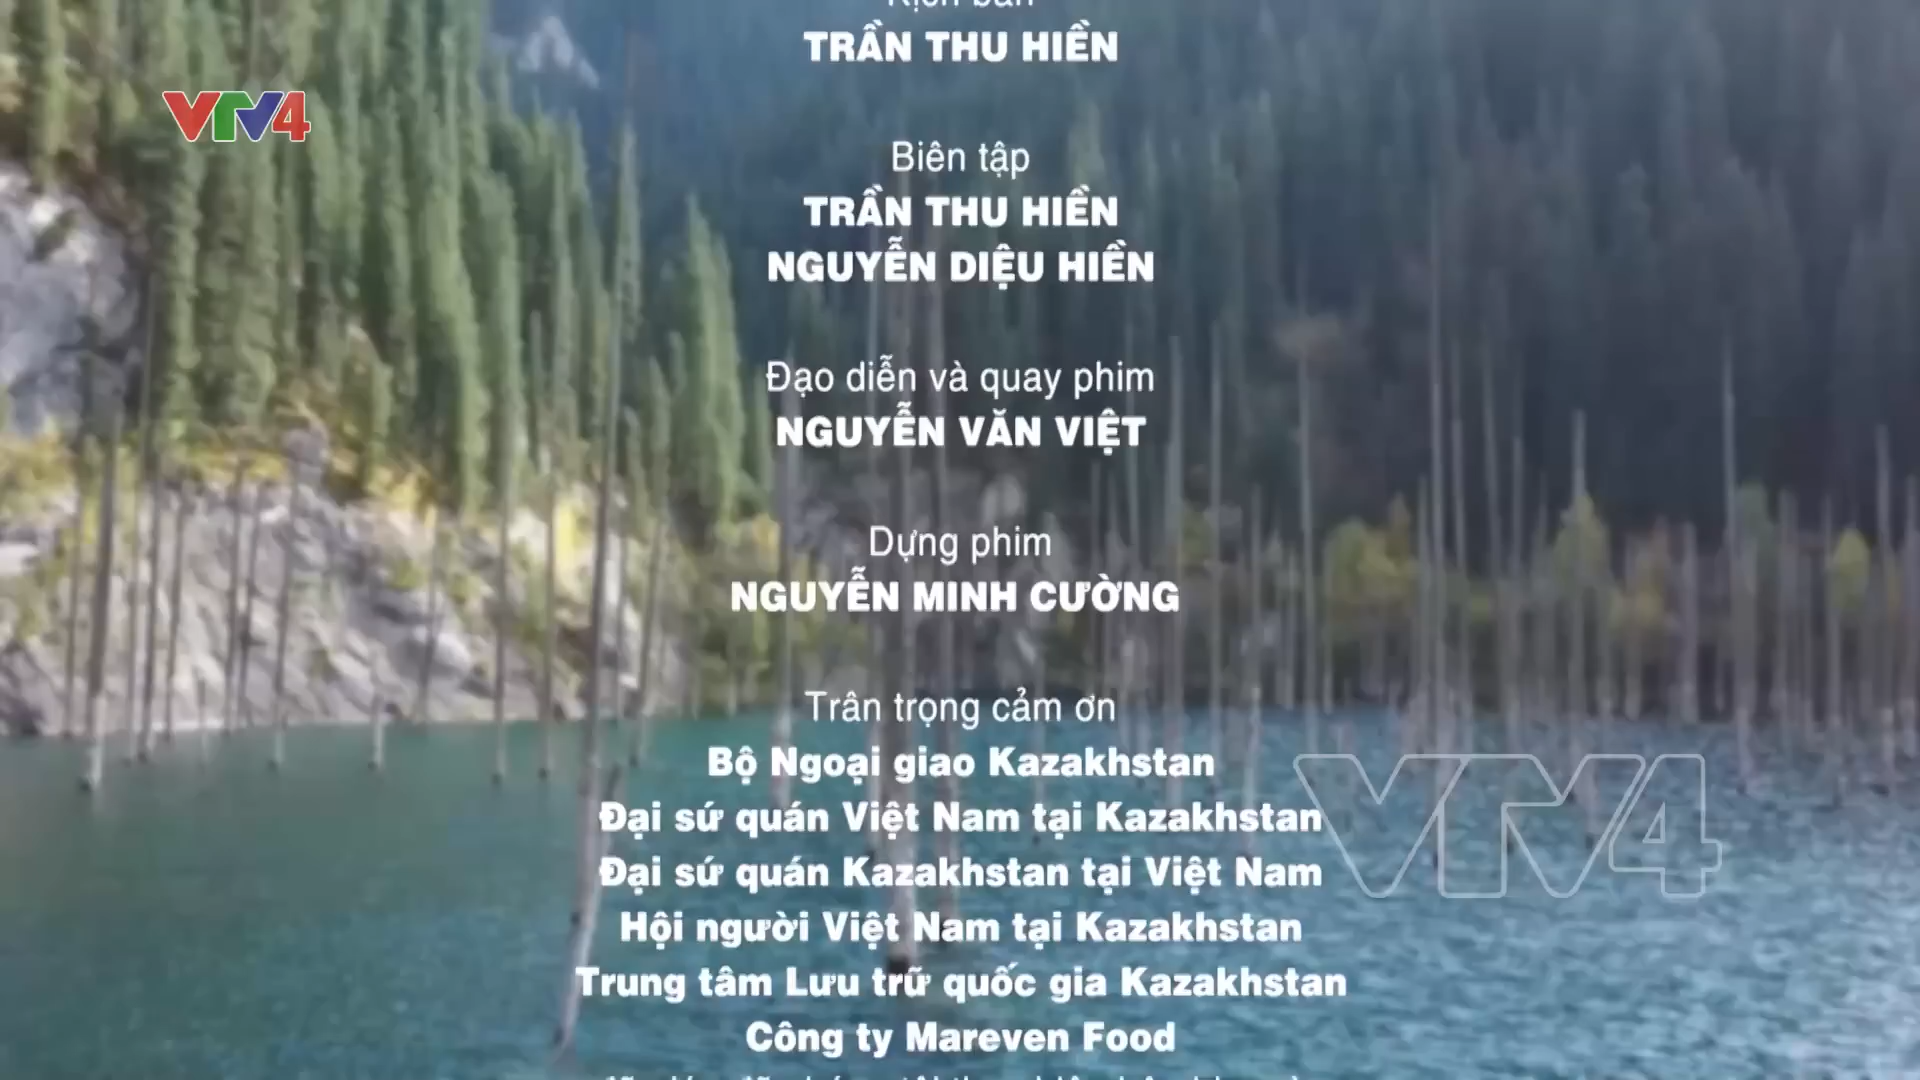 Kịch bản
TRẦN THU HIỀN
VTV4
Biên tập
TRẦN THU HIỀN
NGUYỄN DIỆU HIỀN
Đạo diễn và quay phim
NGUYỄN VĂN VIỆT
Dựng phim
NGUYỄN MINH CƯỜNG
Trân trọng cảm ơn
Bộ Ngoại giao Kazakhstan
Đại sứ quán Việt Nam tại Kazakhstan
VTV4
Đại sứ quán Kazakhstan tại Việt Nam
Hội người Việt Nam tại Kazakhstan
Trung tâm Lưu trữ quốc gia Kazakhstan
Công ty Mareven Food